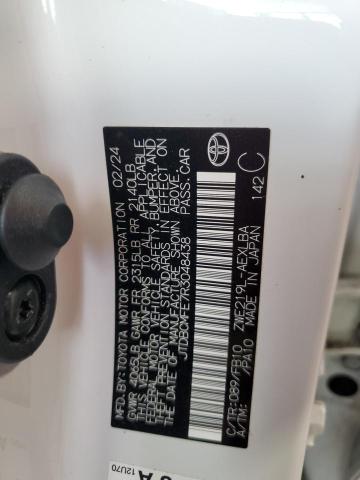 MFD.BY: TOYOTA MOTOR CORPORATION 02/24
GVWR 4065LB GAWR FR 2315LB RR 2140LB
THIS VEHICLE CONFORMS TO ALL APPLICABLE
FEDERAL MOTOR VEHICLE SAFETY, BUMPER, AND
THEFT PREVENTION STANDARDS IN EFFECT ON
THE DATE OF MANUFACTURE SHOWN ABOVE.
JTDBCMFE7R3048438 PASS.CAR
C/TR: 089/FB10 ZWE219L-AEXLBA
A/TM: /PA10 MADE IN JAPAN
142 C
A
12U70